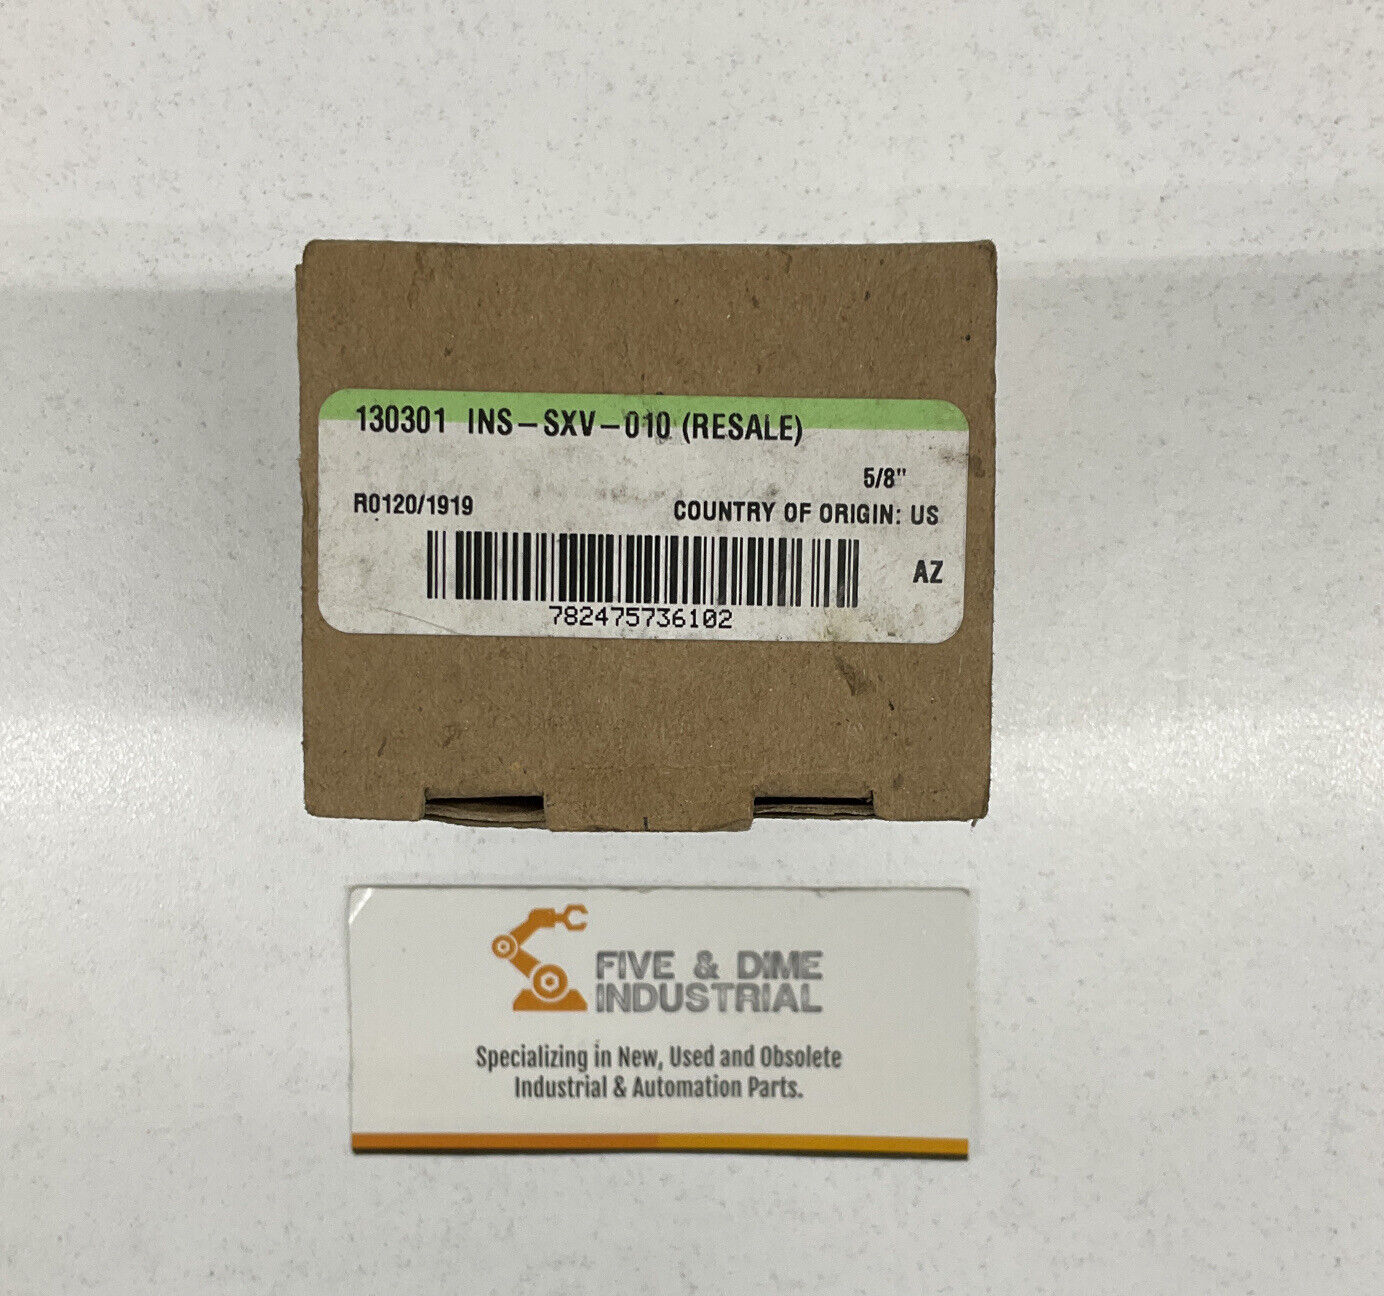 130301 INS-SXV-010 (RESALE)
5/8"
R0120/1919 COUNTRY OF ORIGIN: US
AZ
782475736102
FIVE & DIME
INDUSTRIAL
Specializing in New, Used and Obsolete
Industrial & Automation Parts.